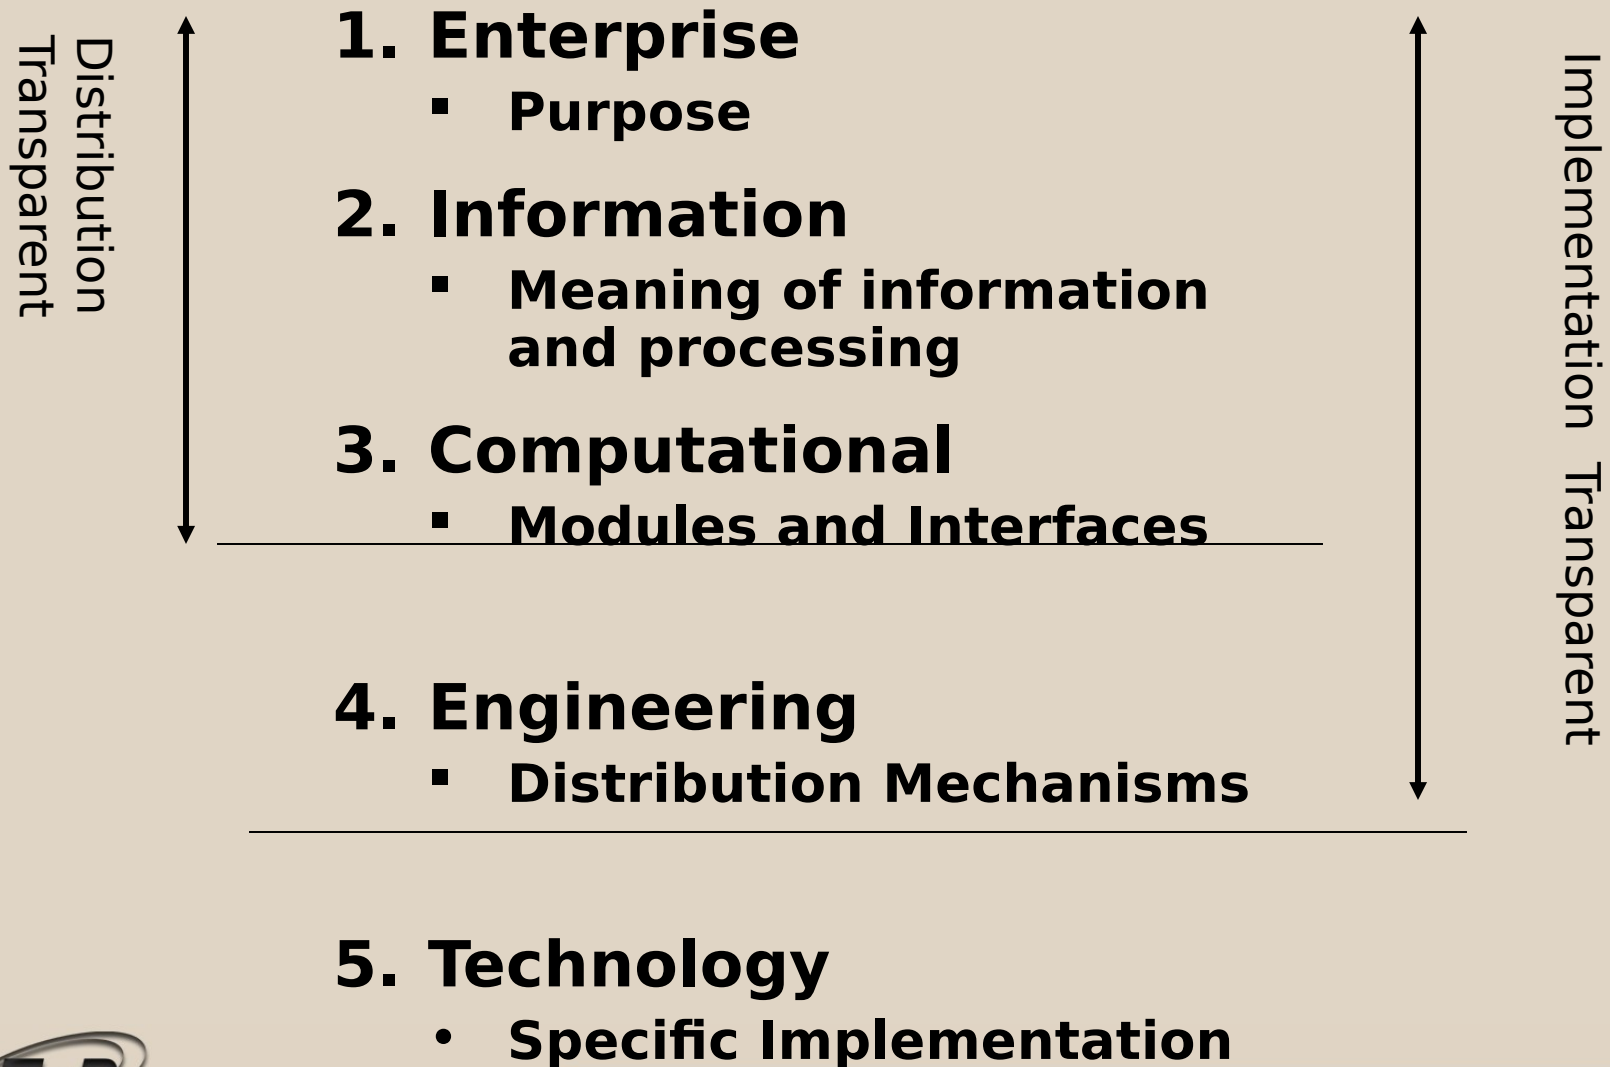 Distribution
Transparent
1. Enterprise
▪ Purpose
2. Information
▪ Meaning of information
and processing
3. Computational
▪ Modules and Interfaces
4. Engineering
▪ Distribution Mechanisms
5. Technology
• Specific Implementation
Implementation Transparent